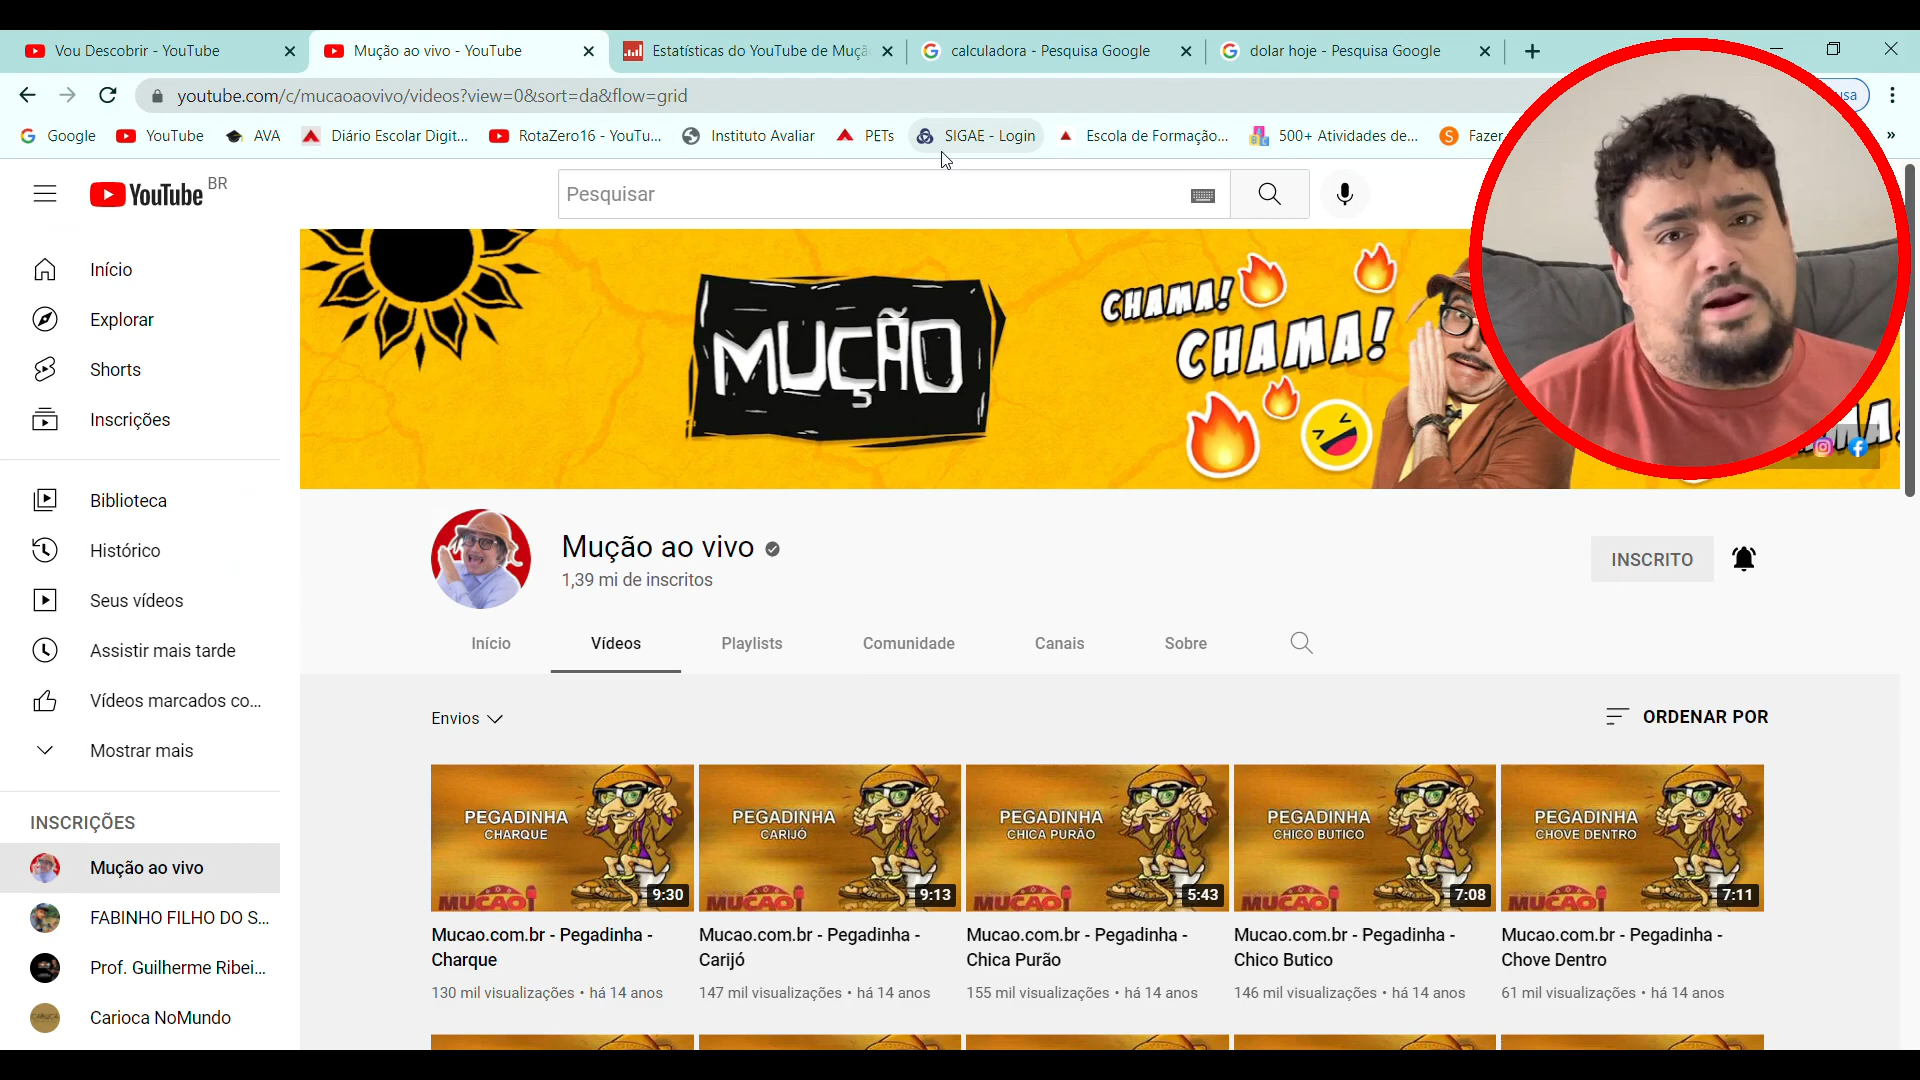 Vou Descobrir - YouTube
Mução ao vivo - YouTube
Estatísticas do YouTube de Muçã
calculadora - Pesquisa Google
dolar hoje - Pesquisa Google
youtube.com/c/mucaoaovivo/videos?view=0&sort=da&flow=grid
usa
Google
YouTube
AVA
Diário Escolar Digit...
RotaZero16 - YouTu...
Instituto Avaliar
PETs
SIGAE - Login
Escola de Formação...
500+ Atividades de...
Fazer
»
YouTube BR
Pesquisar
Início
Explorar
Shorts
Inscrições
Biblioteca
Histórico
Seus vídeos
Assistir mais tarde
Vídeos marcados co...
Mostrar mais
INSCRIÇÕES
Mução ao vivo
FABINHO FILHO DO S...
Prof. Guilherme Ribei...
Carioca NoMundo
MUÇÃO
CHAMA!
CHAMA!
Mução ao vivo
1,39 mi de inscritos
INSCRITO
Início
Vídeos
Playlists
Comunidade
Canais
Sobre
Envios
ORDENAR POR
PEGADINHA
CHARQUE
MUCAO
9:30
Mucao.com.br - Pegadinha -
Charque
130 mil visualizações • há 14 anos
PEGADINHA
CARIJÓ
MUCAO
9:13
Mucao.com.br - Pegadinha -
Carijó
147 mil visualizações • há 14 anos
PEGADINHA
CHICA PURÃO
MUCAO
5:43
Mucao.com.br - Pegadinha -
Chica Purão
155 mil visualizações • há 14 anos
PEGADINHA
CHICO BUTICO
MUCAO
7:08
Mucao.com.br - Pegadinha -
Chico Butico
146 mil visualizações • há 14 anos
PEGADINHA
CHOVE DENTRO
MUCAO
7:11
Mucao.com.br - Pegadinha -
Chove Dentro
61 mil visualizações • há 14 anos